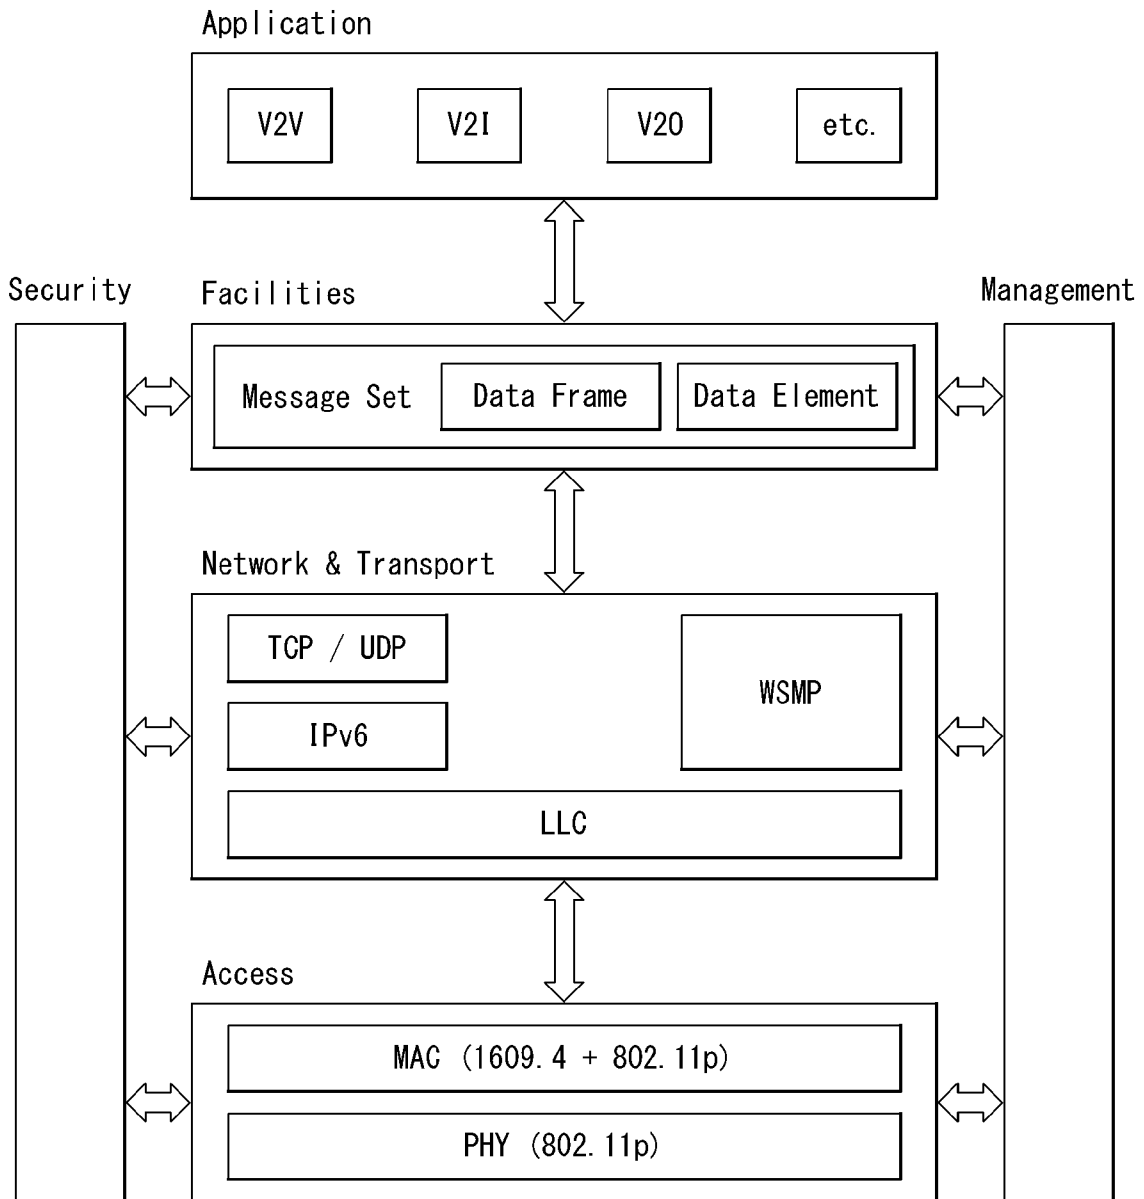 Application
V2V
V2I
V2O
etc.
Security
Facilities
Management
Message Set
Data Frame
Data Element
Network & Transport
TCP / UDP
WSMP
IPv6
LLC
Access
MAC (1609.4 + 802.11p)
PHY (802.11p)